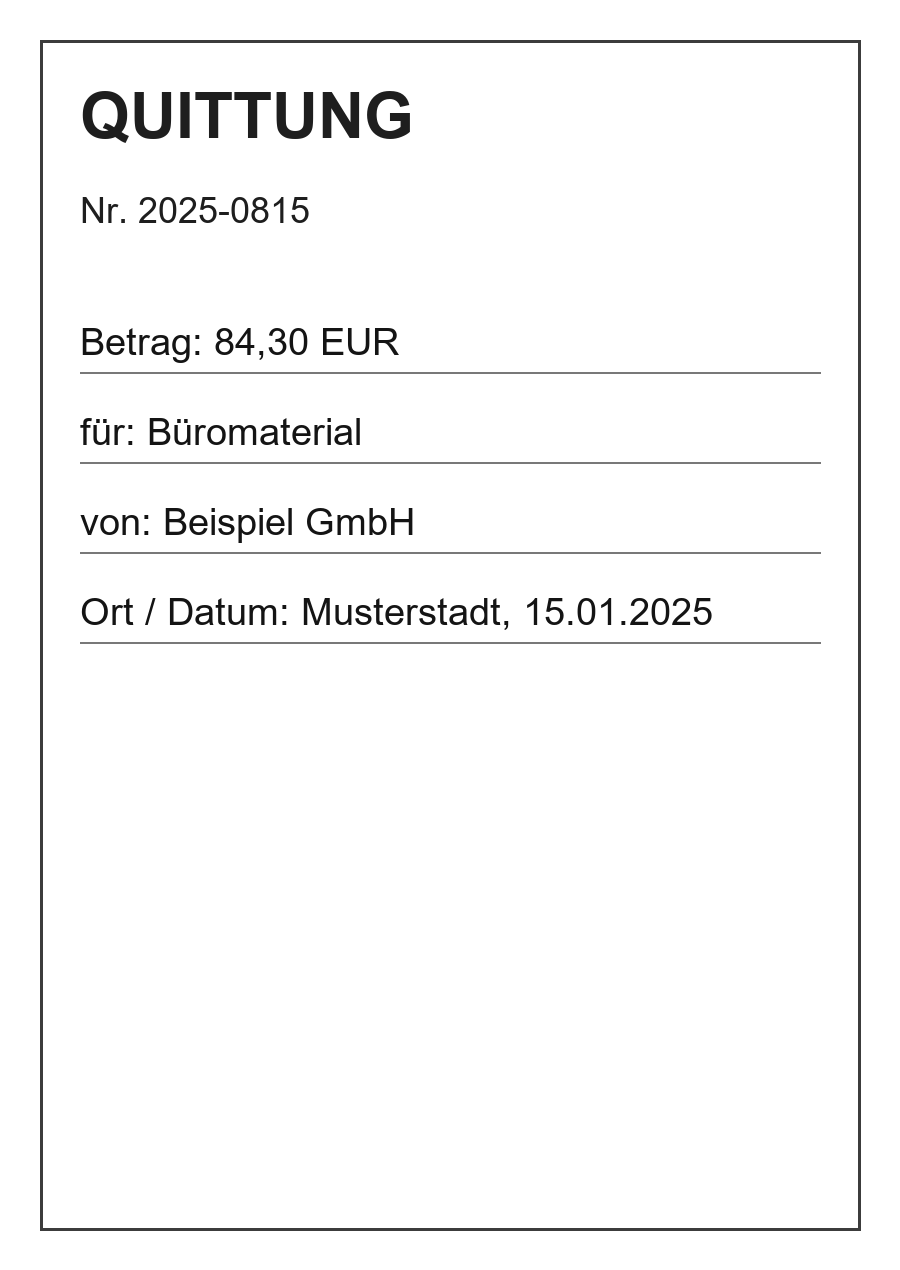 QUITTUNG
Nr. 2025-0815
Betrag: 84,30 EUR
für: Büromaterial
von: Beispiel GmbH
Ort / Datum: Musterstadt, 15.01.2025